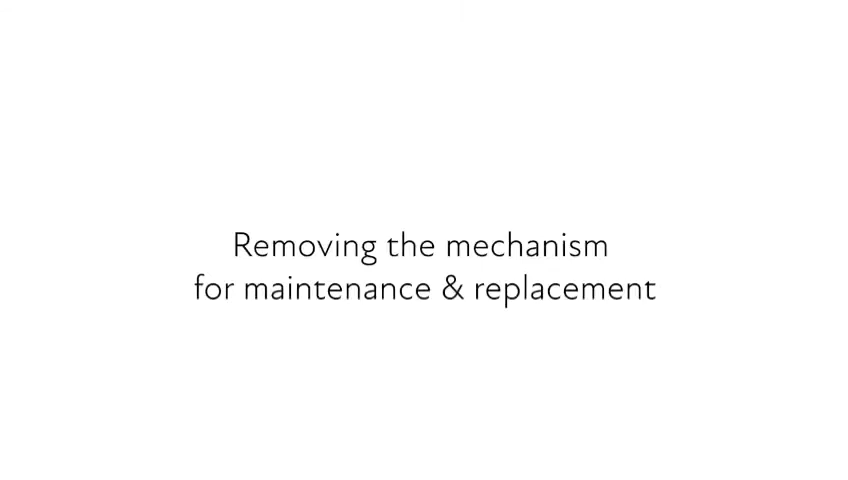 Removing the mechanism
for maintenance & replacement